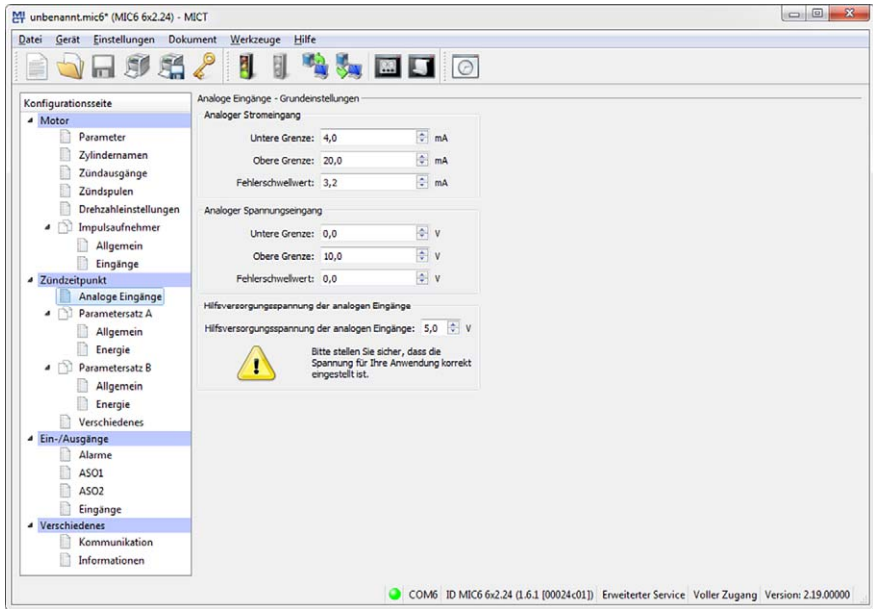 unbenannt.mic6* (MIC6 6x2.24) - MICT
Datei Gerät Einstellungen Dokument Werkzeuge Hilfe
Konfigurationsseite
Motor
Parameter
Zylindernamen
Zündausgänge
Zündspulen
Drehzahleinstellungen
Impulsaufnehmer
Allgemein
Eingänge
Zündzeitpunkt
Analoge Eingänge
Parametersatz A
Allgemein
Energie
Parametersatz B
Allgemein
Energie
Verschiedenes
Ein-/Ausgänge
Alarme
ASO1
ASO2
Eingänge
Verschiedenes
Kommunikation
Informationen
Analoge Eingänge - Grundeinstellungen
Analoger Stromeingang
Untere Grenze: 4,0 mA
Obere Grenze: 20,0 mA
Fehlerschwellwert: 3,2 mA
Analoger Spannungseingang
Untere Grenze: 0,0 V
Obere Grenze: 10,0 V
Fehlerschwellwert: 0,0 V
Hilfsversorgungsspannung der analogen Eingänge
Hilfsversorgungsspannung der analogen Eingänge: 5,0 V
Bitte stellen Sie sicher, dass die
Spannung für Ihre Anwendung korrekt
eingestellt ist.
COM6 ID MIC6 6x2.24 (1.6.1 [00024c01]) Erweiterter Service Voller Zugang Version: 2.19.00000